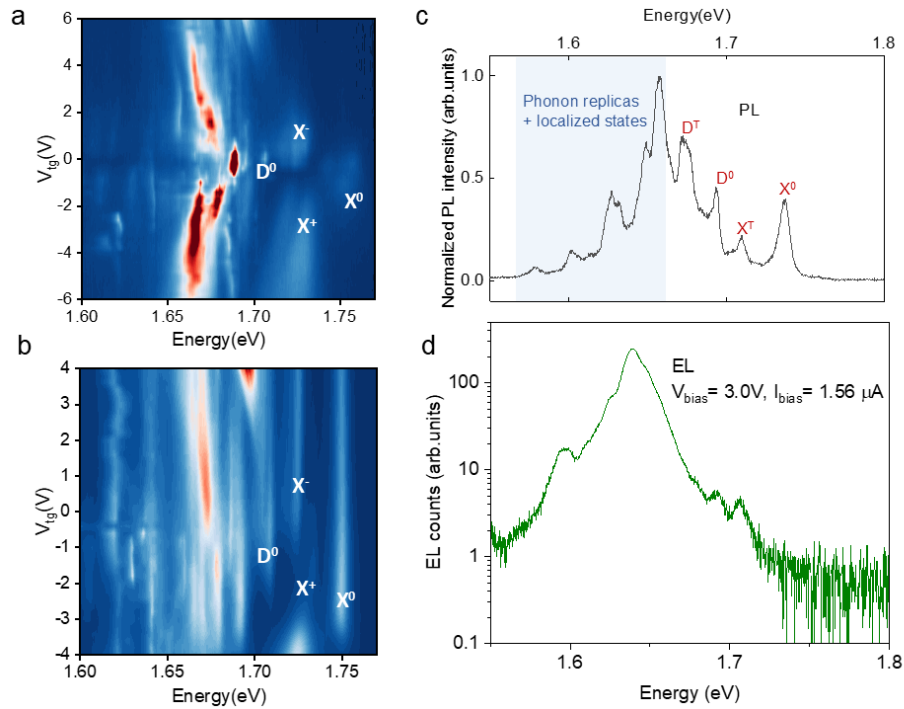 a
6
4
2
0
-2
-4
-6
V_tg(V)
X⁻
D⁰
X⁰
X⁺
1.60
1.65
1.70
1.75
Energy(eV)
b
4
3
2
1
0
-1
-2
-3
-4
V_tg(V)
X⁻
D⁰
X⁺
X⁰
1.60
1.65
1.70
1.75
Energy(eV)
c
Energy(eV)
1.6
1.7
1.8
1.0
0.5
0.0
Normalized PL intensity (arb.units)
Phonon replicas
+ localized states
PL
Dᵀ
D⁰
Xᵀ
X⁰
d
EL
V_bias= 3.0V, I_bias= 1.56 μA
100
10
1
0.1
EL counts (arb.units)
1.6
1.7
1.8
Energy (eV)